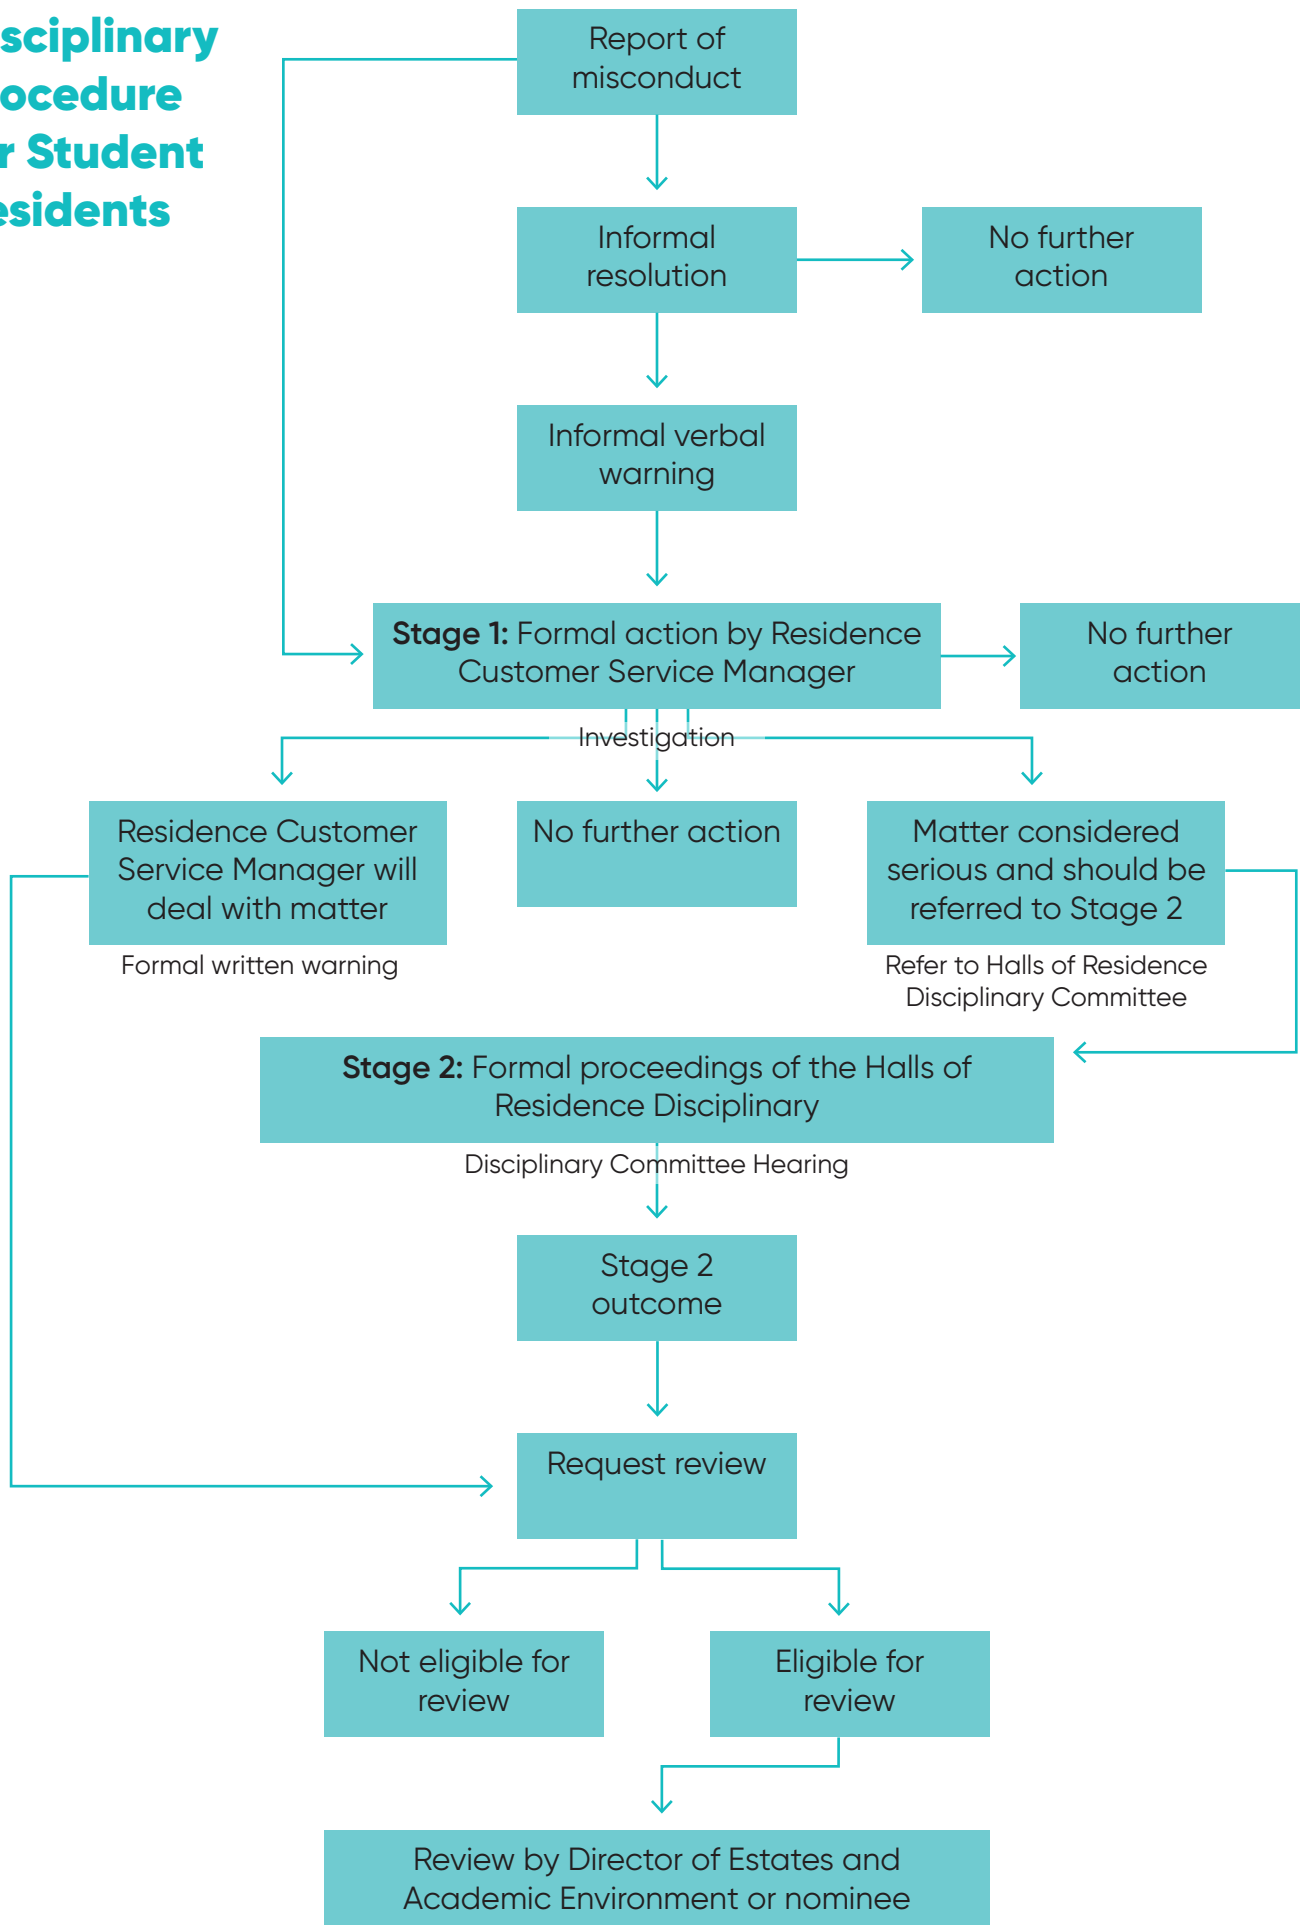 sciplinary
ocedure
r Student
esidents
Report of
misconduct
Informal
resolution
No further
action
Informal verbal
warning
Stage 1: Formal action by Residence
Customer Service Manager
No further
action
Investigation
Residence Customer
Service Manager will
deal with matter
Formal written warning
No further action
Matter considered
serious and should be
referred to Stage 2
Refer to Halls of Residence
Disciplinary Committee
Stage 2: Formal proceedings of the Halls of
Residence Disciplinary
Disciplinary Committee Hearing
Stage 2
outcome
Request review
Not eligible for
review
Eligible for
review
Review by Director of Estates and
Academic Environment or nominee